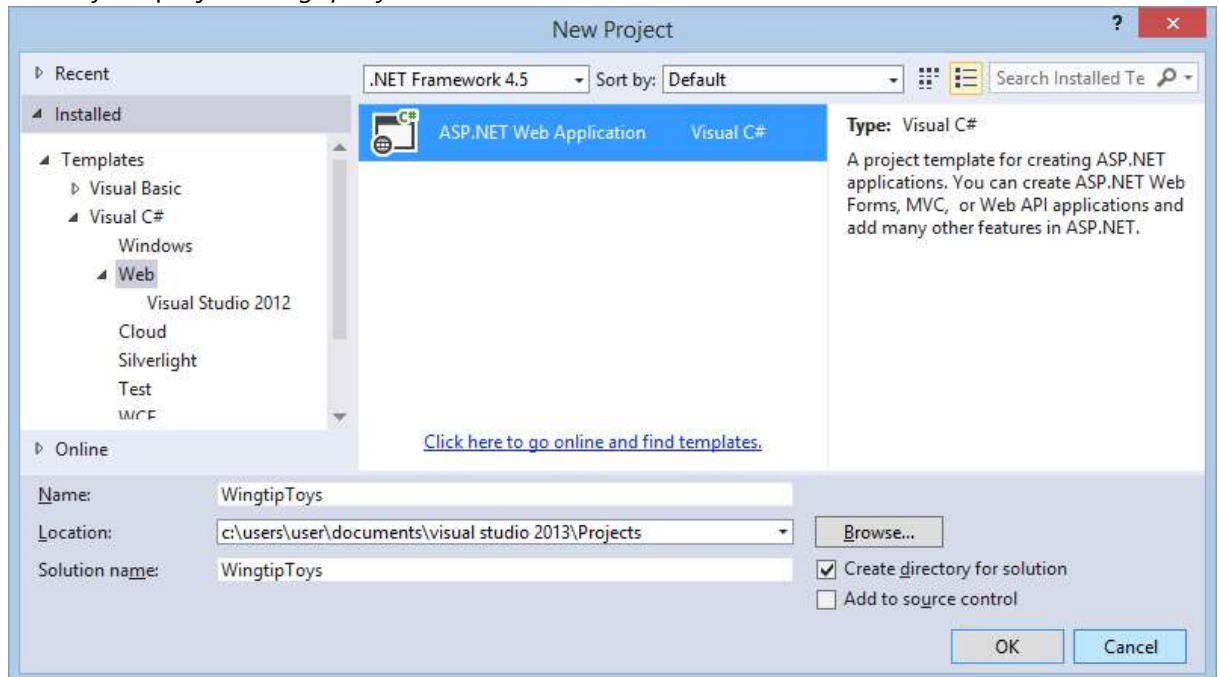 New Project
?
Recent
.NET Framework 4.5
Sort by: Default
Search Installed Te
Installed
Templates
Visual Basic
Visual C#
Windows
Web
Visual Studio 2012
Cloud
Silverlight
Test
WCF
Online
ASP.NET Web Application Visual C#
Click here to go online and find templates.
Type: Visual C#
A project template for creating ASP.NET
applications. You can create ASP.NET Web
Forms, MVC, or Web API applications and
add many other features in ASP.NET.
Name: WingtipToys
Location: c:\users\user\documents\visual studio 2013\Projects
Browse...
Solution name: WingtipToys
Create directory for solution
Add to source control
OK Cancel